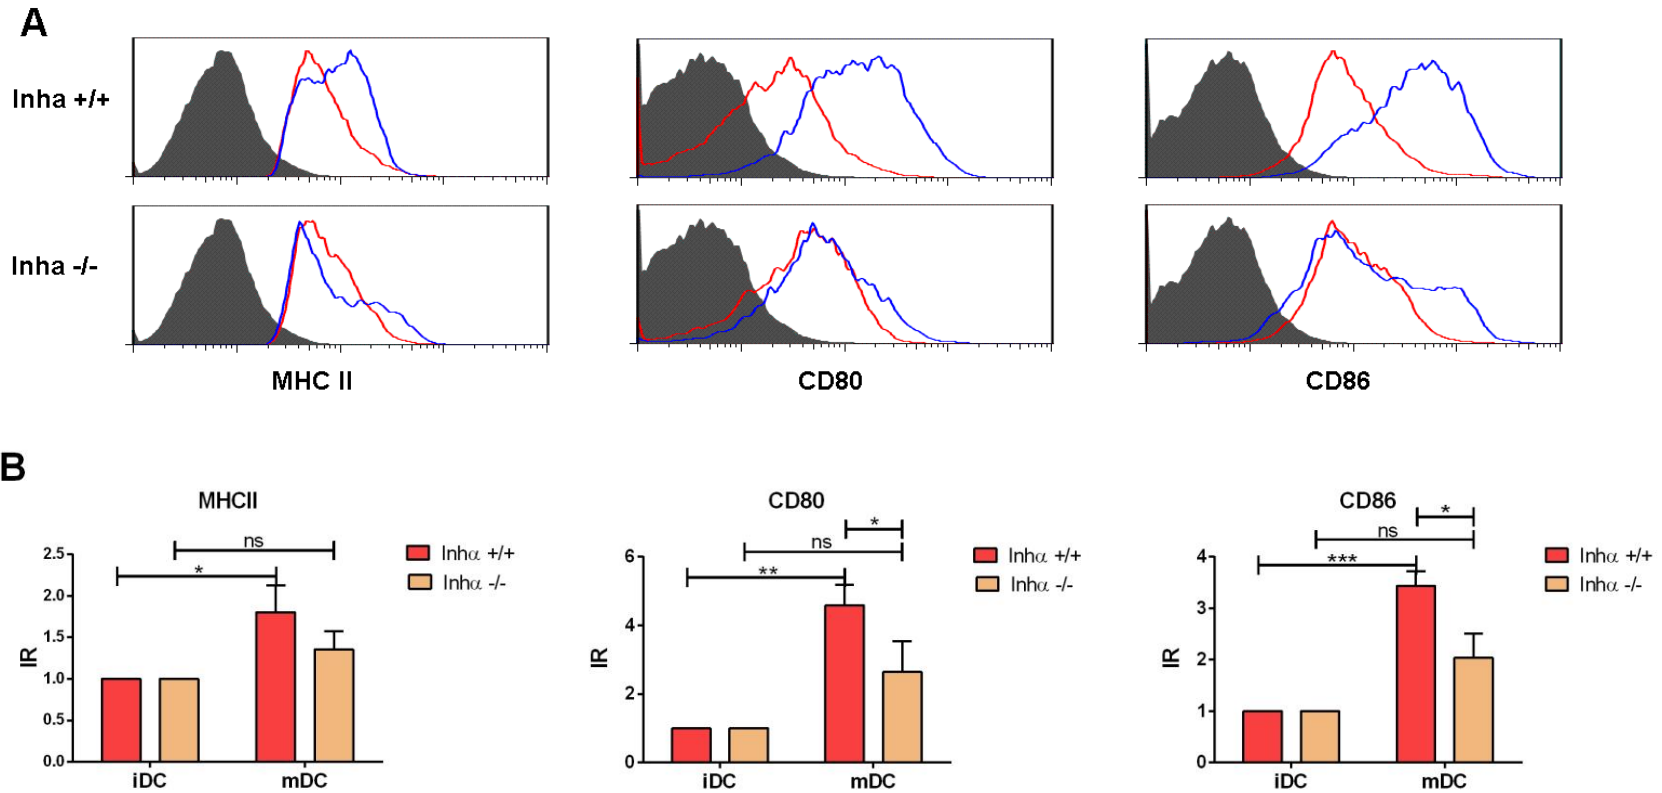 A
Inha +/+
Inha -/-
MHC II
CD80
CD86
B
MHCII
ns
*
2.5
2.0
1.5
1.0
0.5
0.0
IR
iDC
mDC
Inhα +/+
Inhα -/-
CD80
*
ns
**
6
4
2
0
IR
iDC
mDC
Inhα +/+
Inhα -/-
CD86
*
ns
***
4
3
2
1
0
IR
iDC
mDC
Inhα +/+
Inhα -/-